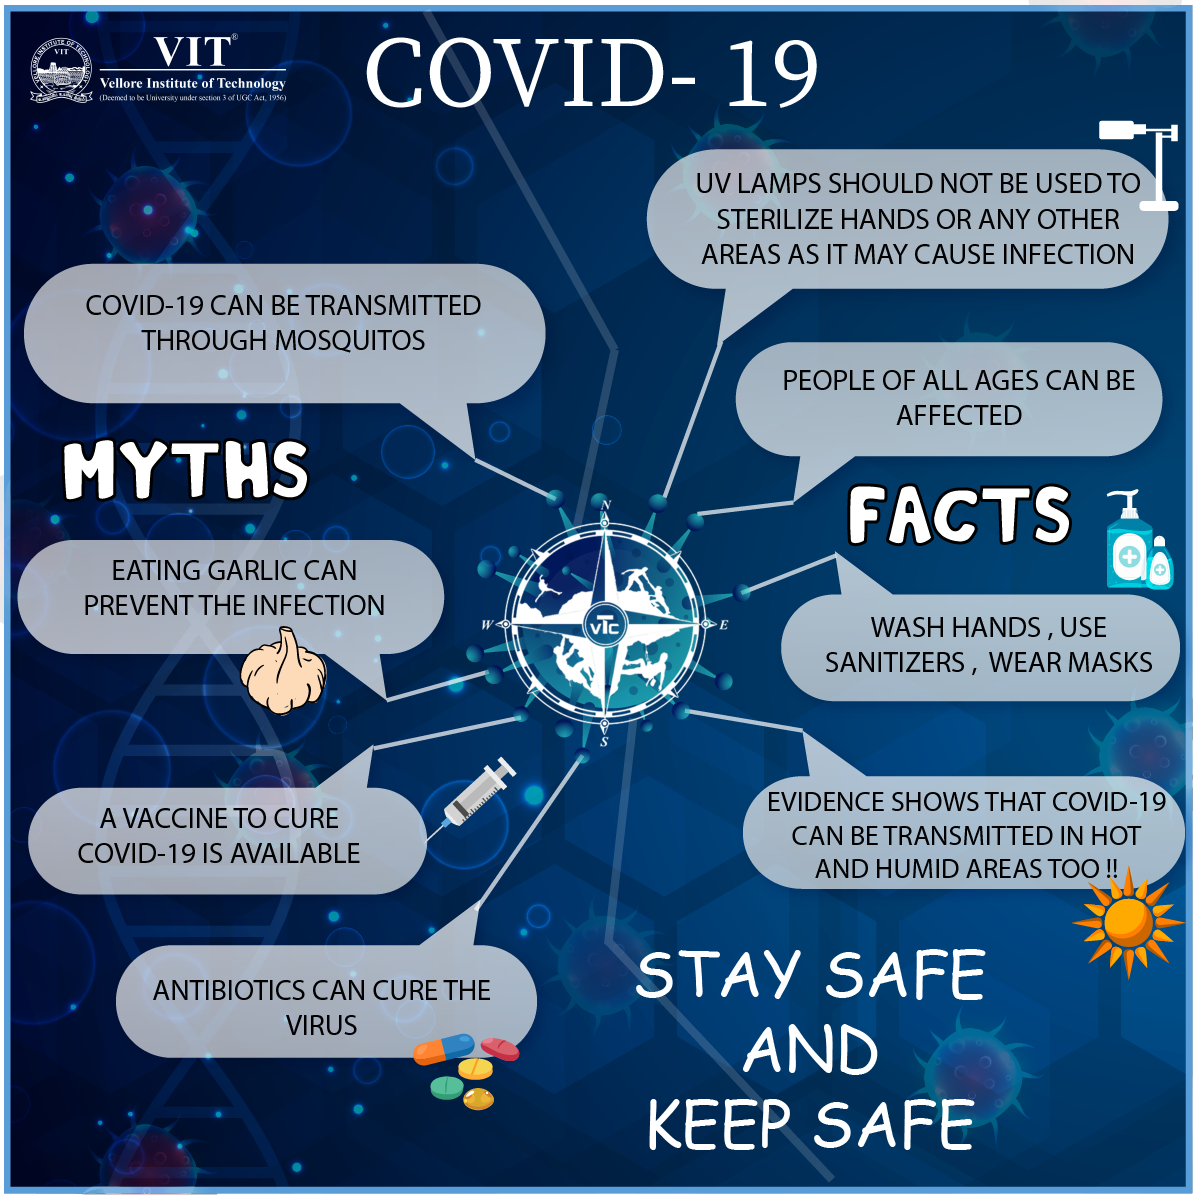 VELLORE INSTITUTE OF TECHNOLOGY
VIT
VIT®
Vellore Institute of Technology
(Deemed to be University under section 3 of UGC Act, 1956)
COVID- 19
COVID-19 CAN BE TRANSMITTED
THROUGH MOSQUITOS
MYTHS
EATING GARLIC CAN
PREVENT THE INFECTION
A VACCINE TO CURE
COVID-19 IS AVAILABLE
ANTIBIOTICS CAN CURE THE
VIRUS
N
W
VTC
E
S
UV LAMPS SHOULD NOT BE USED TO
STERILIZE HANDS OR ANY OTHER
AREAS AS IT MAY CAUSE INFECTION
PEOPLE OF ALL AGES CAN BE
AFFECTED
FACTS
WASH HANDS , USE
SANITIZERS , WEAR MASKS
EVIDENCE SHOWS THAT COVID-19
CAN BE TRANSMITTED IN HOT
AND HUMID AREAS TOO !!
STAY SAFE
AND
KEEP SAFE